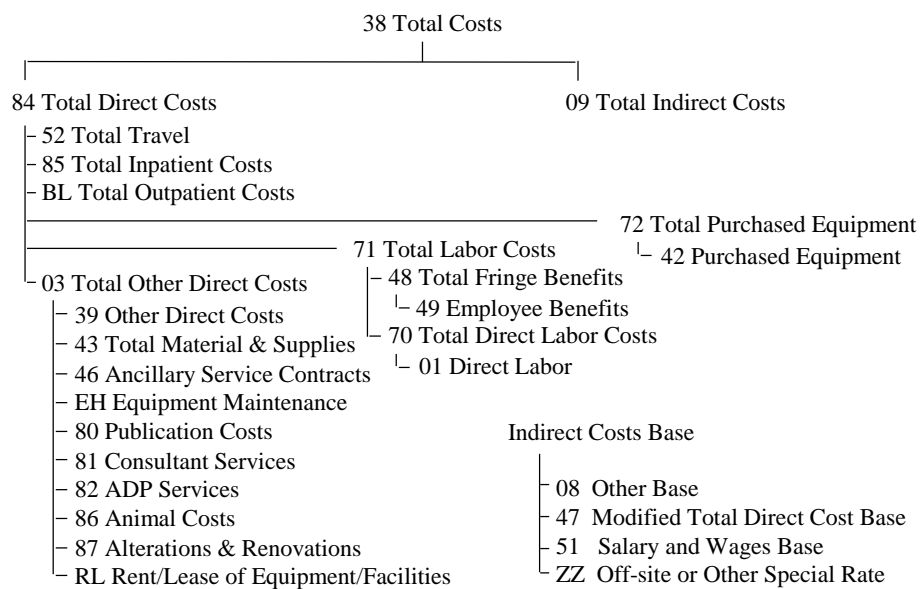 38 Total Costs
84 Total Direct Costs
09 Total Indirect Costs
52 Total Travel
85 Total Inpatient Costs
BL Total Outpatient Costs
72 Total Purchased Equipment
42 Purchased Equipment
71 Total Labor Costs
48 Total Fringe Benefits
49 Employee Benefits
70 Total Direct Labor Costs
01 Direct Labor
03 Total Other Direct Costs
39 Other Direct Costs
43 Total Material & Supplies
46 Ancillary Service Contracts
EH Equipment Maintenance
80 Publication Costs
81 Consultant Services
82 ADP Services
86 Animal Costs
87 Alterations & Renovations
RL Rent/Lease of Equipment/Facilities
Indirect Costs Base
08 Other Base
47 Modified Total Direct Cost Base
51 Salary and Wages Base
ZZ Off-site or Other Special Rate